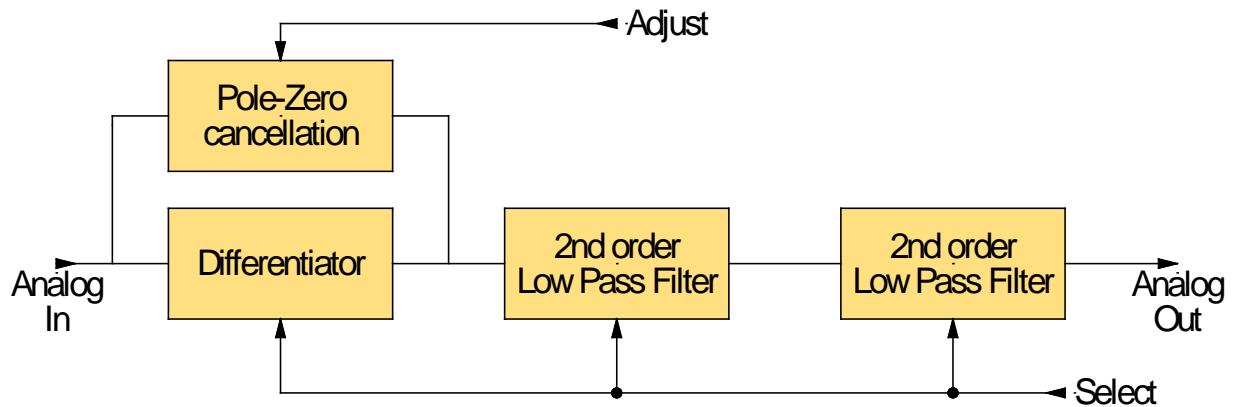 Adjust
Pole-Zero
cancellation
Differentiator
2nd order
Low Pass Filter
2nd order
Low Pass Filter
Analog
In
Analog
Out
Select